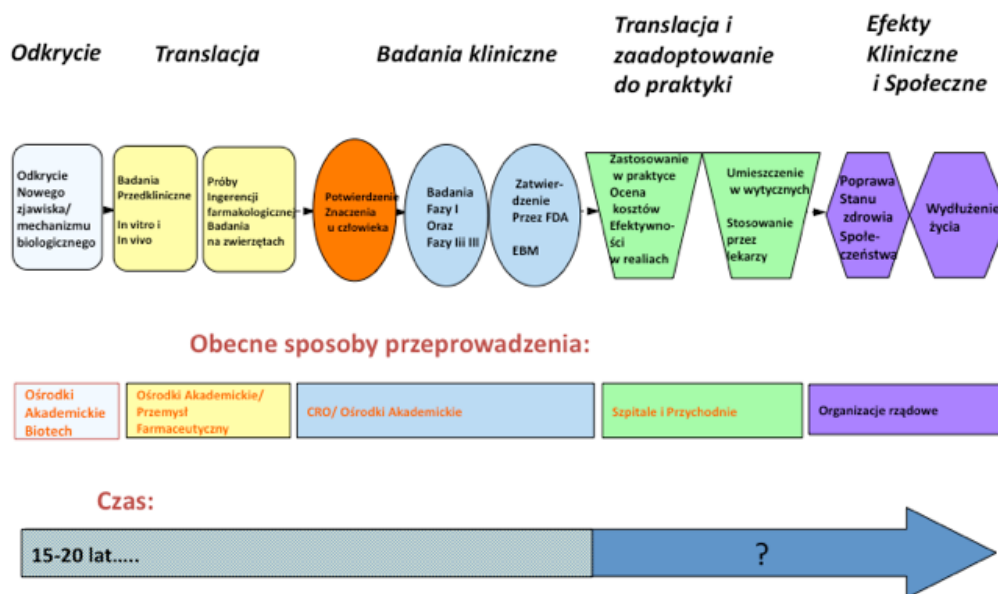 Odkrycie
Translacja
Badania kliniczne
Translacja i
zaadoptowanie
do praktyki
Efekty
Kliniczne
i Społeczne
Odkrycie
Nowego
zjawiska/
mechanizmu
biologicznego
Badania
Przedkliniczne
In vitro i
In vivo
Próby
Ingerencji
farmakologicznej
Badania
na zwierzętach
Potwierdzenie
Znaczenia
u człowieka
Badania
Fazy I
Oraz
Fazy Iii III
Zatwier-
dzenie
Przez FDA
EBM
Zastosowanie
w praktyce
Ocena
kosztów
Efektywno-
ści
w realiach
Umieszczenie
w wytycznych
Stosowanie
przez
lekarzy
Poprawa
Stanu
zdrowia
Społe-
czeństwa
Wydłużenie
życia
Obecne sposoby przeprowadzenia:
Ośrodki
Akademickie
Biotech
Ośrodki Akademickie/
Przemysł
Farmaceutyczny
CRO/ Ośrodki Akademickie
Szpitale i Przychodnie
Organizacje rządowe
Czas:
15-20 lat.....
?